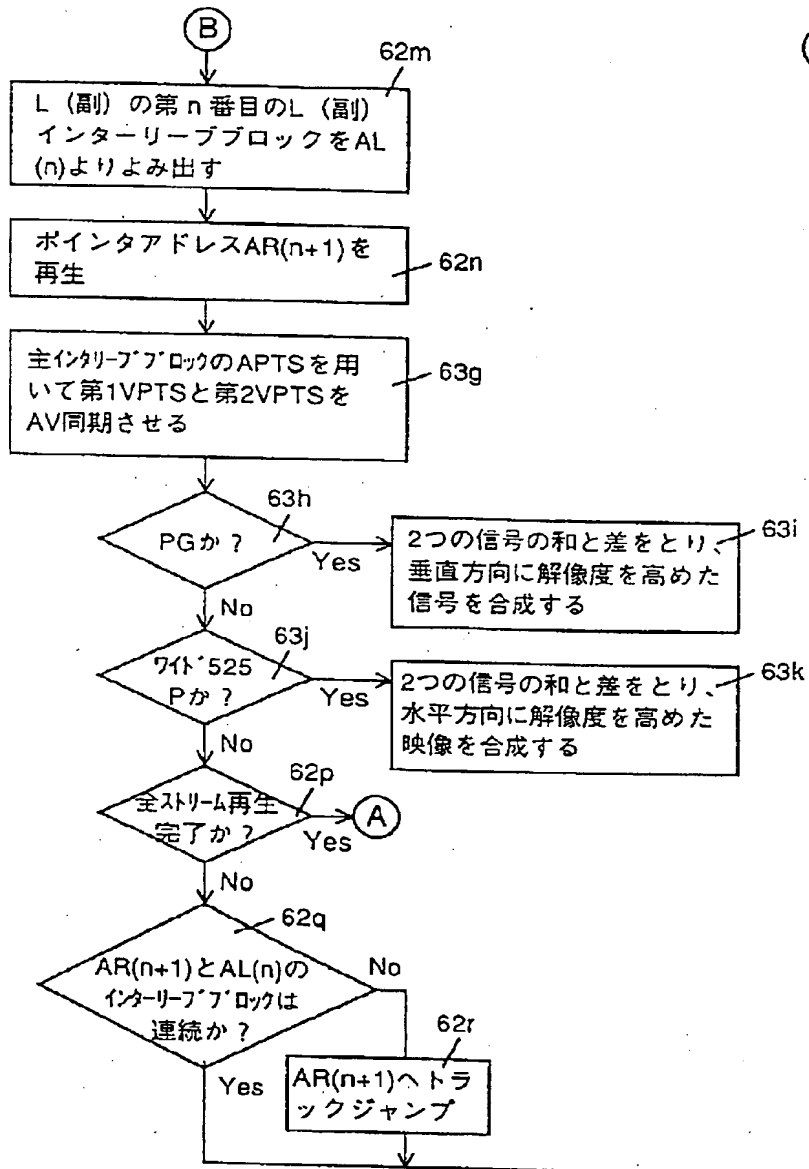 B
62m
L（副）の第n番目のL（副）
インターリーブブロックをAL
(n)よりよみ出す
ポインタアドレスAR(n+1)を
再生
62n
主インタリーブブロックのAPTSを用
いて第1VPTSと第2VPTSを
AV同期させる
63g
63h
PGか？
Yes
2つの信号の和と差をとり、
垂直方向に解像度を高めた
信号を合成する
63i
No
63j
ワイド525
Pか？
Yes
2つの信号の和と差をとり、
水平方向に解像度を高めた
映像を合成する
63k
No
62p
全ストリーム再生
完了か？
Yes
A
No
62q
AR(n+1)とAL(n)の
インターリーブブロックは
連続か？
No
Yes
62r
AR(n+1)へトラ
ックジャンプ